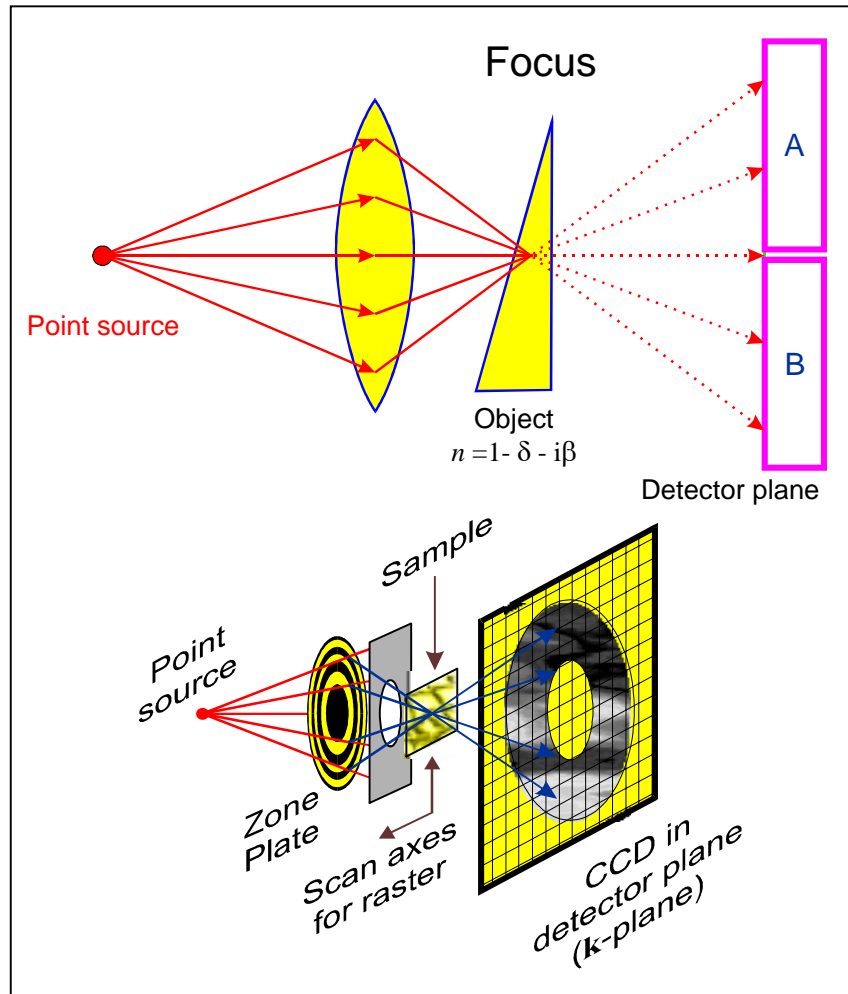 Focus
A
Point source
B
Object
n =1- δ - iβ
Detector plane
Sample
Point
source
Zone
Plate
Scan axes
for raster
CCD in
detector plane
(k-plane)